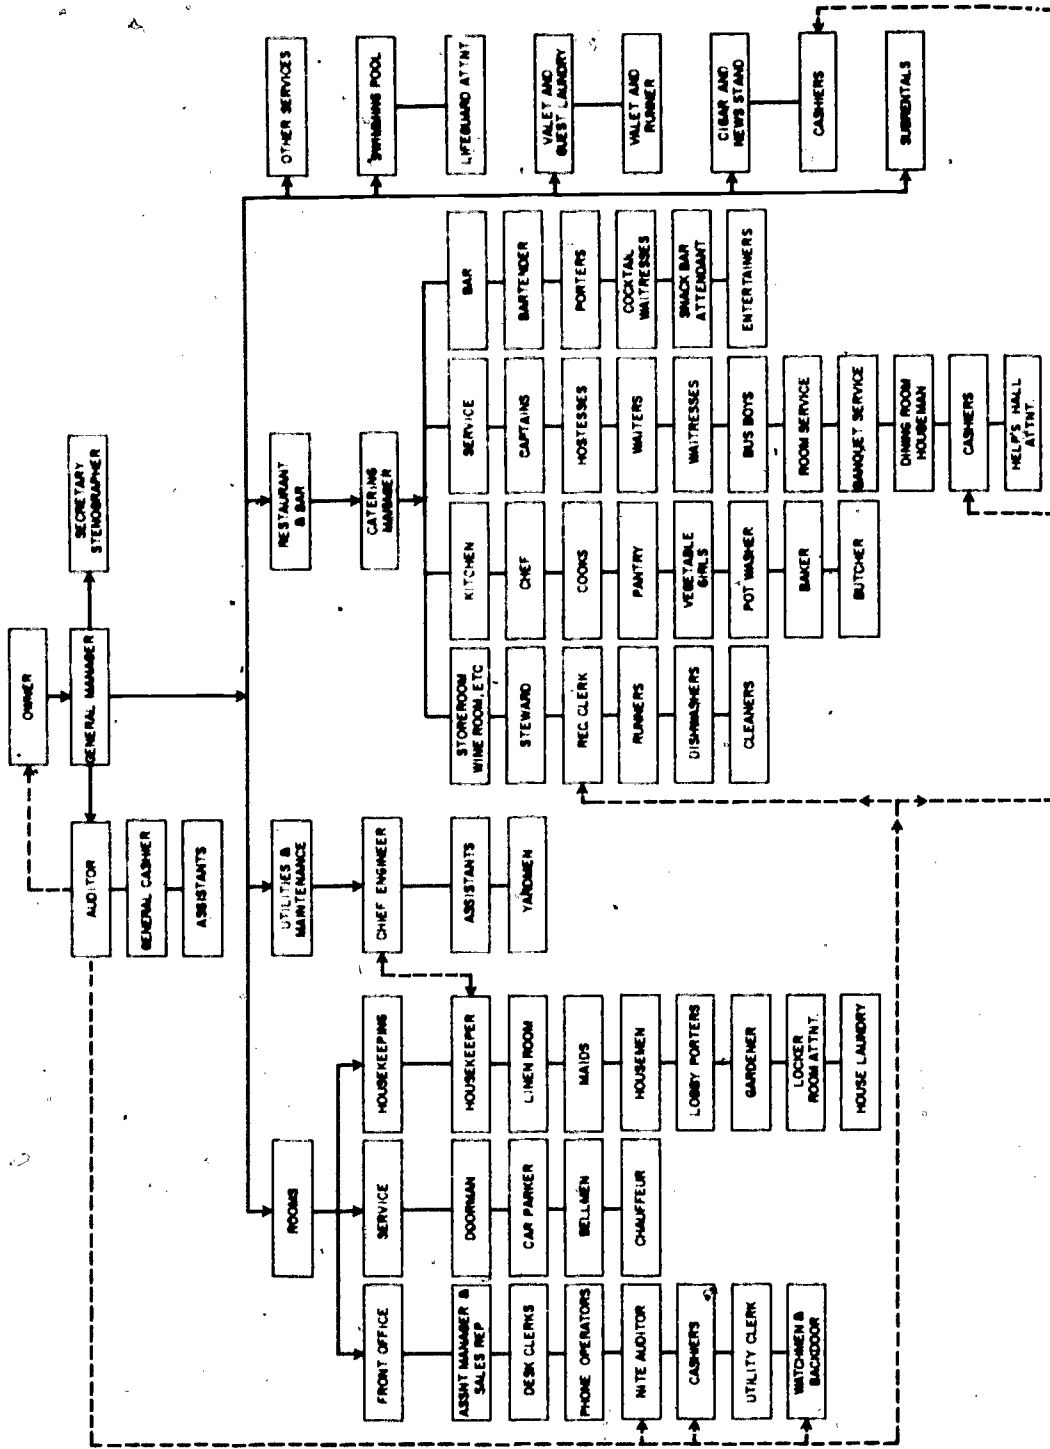 OWNER
GENERAL MANAGER
SECRETARY
STENOGRAPHER
AUDITOR
GENERAL CASHIER
ASSISTANTS
ROOMS
FRONT OFFICE
ASSNT MANAGER &
SALES REP
DESK CLERKS
PHONE OPERATORS
NITE AUDITOR
CASHIERS
UTILITY CLERK
WATCHMEN &
BACKDOOR
SERVICE
DOORMAN
CAR PARKER
BELLMEN
CHAUFFEUR
HOUSEKEEPING
HOUSEKEEPER
LINEN ROOM
MAIDS
HOUSEMEN
LOBBY PORTERS
GARDENER
LOCKER
ROOM ATTNT.
HOUSE LAUNDRY
UTILITIES &
MAINTENANCE
CHIEF ENGINEER
ASSISTANTS
YARDMEN
RESTAURANT
& BAR
CATERING
MANAGER
STOREROOM
WINE ROOM, ETC
STEWARD
REC. CLERK
RUNNERS
DISHWASHERS
CLEANERS
KITCHEN
CHEF
COOKS
PANTRY
VEGETABLE
GIRLS
POT WASHER
BAKER
BUTCHER
SERVICE
CAPTAINS
HOSTESSES
WAITERS
WAITRESSES
BUS BOYS
ROOM SERVICE
BANQUET SERVICE
DINING ROOM
HOUSEMAN
CASHIERS
HELP'S HALL
ATTNT.
BAR
BARTENDER
PORTERS
COCKTAIL
WAITRESSES
SNACK BAR
ATTENDANT
ENTERTAINERS
OTHER SERVICES
SWIMMING POOL
LIFEGUARD ATTNT
VALET AND
GUEST LAUNDRY
VALET AND
RUNNER
CIGAR AND
NEWS STAND
CASHIERS
SUBRENTALS